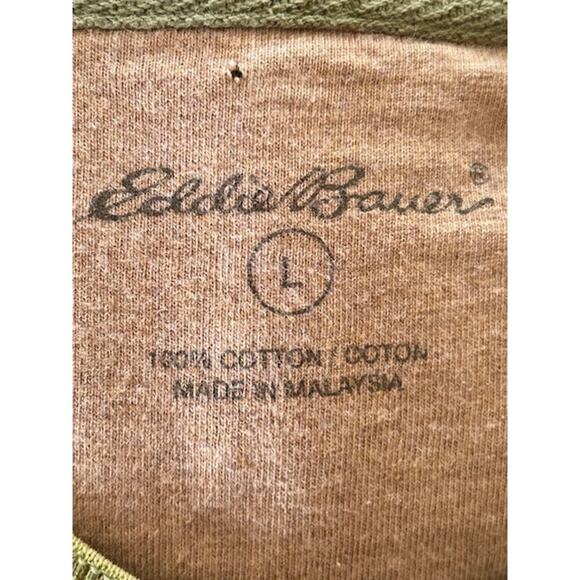 Eddie Bauer®
L
100% COTTON / COTON
MADE IN MALAYSIA